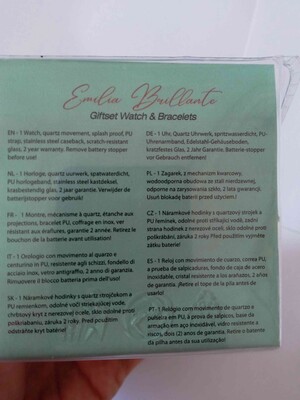 Emilia Brillante
Giftset Watch & Bracelets
EN - 1 Watch, quartz movement, splash proof, PU
strap, stainless steel caseback, scratch-resistant
glass, 2 year warranty. Remove battery stopper
before use!
NL - 1 Horloge, quartz uurwerk, spatwaterdicht,
PU horlogeband, stainless steel kastdeksel,
krasbestendig glas, 2 jaar garantie. Verwijder de
batterijstopper voor gebruik!
FR - 1 Montre, mécanisme à quartz, étanche aux
projections, bracelet PU, coffrage en inox, ver
résistant aux éraflures, garantie 2 année. Retirez le
bouchon de la batterie avant utilisation!
IT - 1 Orologio con movimento al quarzo e
centurino in PU, resistente agli schizzi, fondello di
acciaio inox, vetro antigraffio, 2 anni di garanzia.
Rimuovere il blocco batteria prima dell'uso!
SK - 1 Náramkové hodinky s quartz strojčekom a
PU remienkom, odolné voči striekajúcej vode,
chrbtový kryt z nerezovej ocele, sklo odolné proti
poškriabaniu, záruka 2 roky. Pred použitím
odstráňte kryt batérie!
DE - 1 Uhr, Quartz Uhrwerk, spritzwasserdicht, PU
Uhrenarmband, Edelstahl-Gehäuseboden,
kratzfestes Glas, 2 Jahre Garantie. Batterie-stopper
vor Gebrauch entfernen!
PL - 1 Zegarek, z mechanizm kwarcowy,
wodoodporna obudowa ze stali nierdzewnej,
odporne na zarysowania szkło, 2 lata gwarancji.
Usuń blokadę baterii przed użyciem!
CZ - 1 Náramkové hodinky s quartz strojek a
PU řemínek, odolné proti stříkající vodě, zadní
strana hodinek z nerezové oceli, sklo odolné proti
poškrábání, záruka 2 roky Před použitím vyjměte
zátku baterie!
ES - 1 Reloj con movimiento de cuarzo, correa PU,
a prueba de salpicaduras, fondo de caja de acero
inoxidable, cristal resistente a los arañazos, 2 años
de garantía. ¡Retire el tope de la pila antes de
usarlo!
PT - 1 Relógio com movimento de quartzo e
pulseira em PU, à prova de salpicos, base da
armação em aço inoxidável, vidro resistente a
riscos, dois (2) anos de garantia. Retire o batente da
pilha antes da sua utilização!